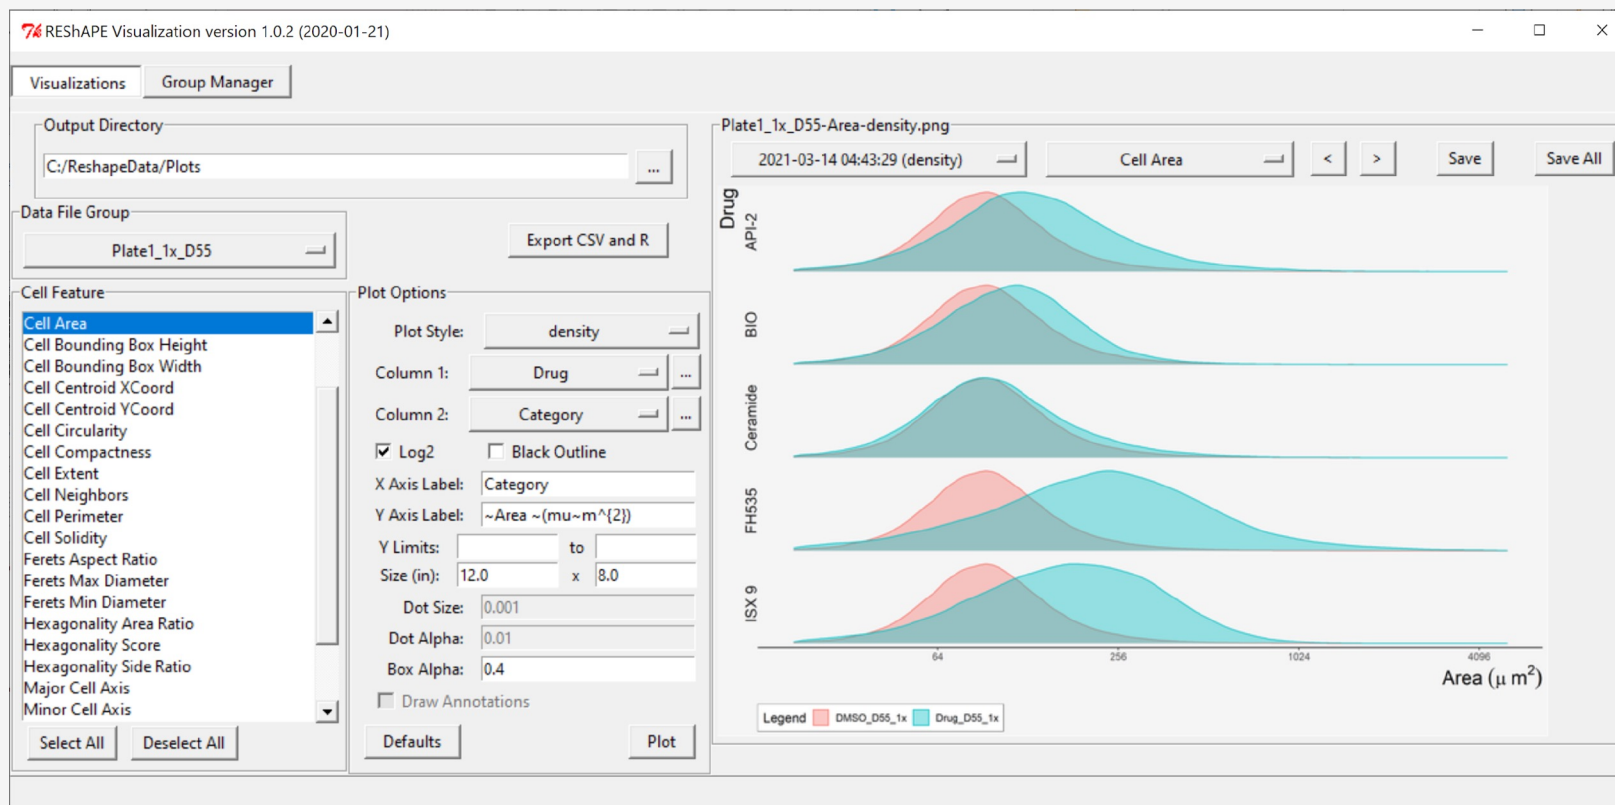 REShAPE Visualization version 1.0.2 (2020-01-21)
Visualizations
Group Manager
Output Directory
C:/ReshapeData/Plots
...
Data File Group
Plate1_1x_D55
Export CSV and R
Cell Feature
Cell Area
Cell Bounding Box Height
Cell Bounding Box Width
Cell Centroid XCoord
Cell Centroid YCoord
Cell Circularity
Cell Compactness
Cell Extent
Cell Neighbors
Cell Perimeter
Cell Solidity
Ferets Aspect Ratio
Ferets Max Diameter
Ferets Min Diameter
Hexagonality Area Ratio
Hexagonality Score
Hexagonality Side Ratio
Major Cell Axis
Minor Cell Axis
Select All
Deselect All
Plot Options
Plot Style: density
Column 1: Drug ...
Column 2: Category ...
Log2
Black Outline
X Axis Label: Category
Y Axis Label: ~Area ~(mu~m^{2})
Y Limits: to
Size (in): 12.0 x 8.0
Dot Size: 0.001
Dot Alpha: 0.01
Box Alpha: 0.4
Draw Annotations
Defaults
Plot
Plate1_1x_D55-Area-density.png
2021-03-14 04:43:29 (density)
Cell Area
<
>
Save
Save All
Drug
API-2
BIO
Ceramide
FH535
ISX 9
64 256 1024 4096
Area (μ m²)
Legend DMSO_D55_1x Drug_D55_1x